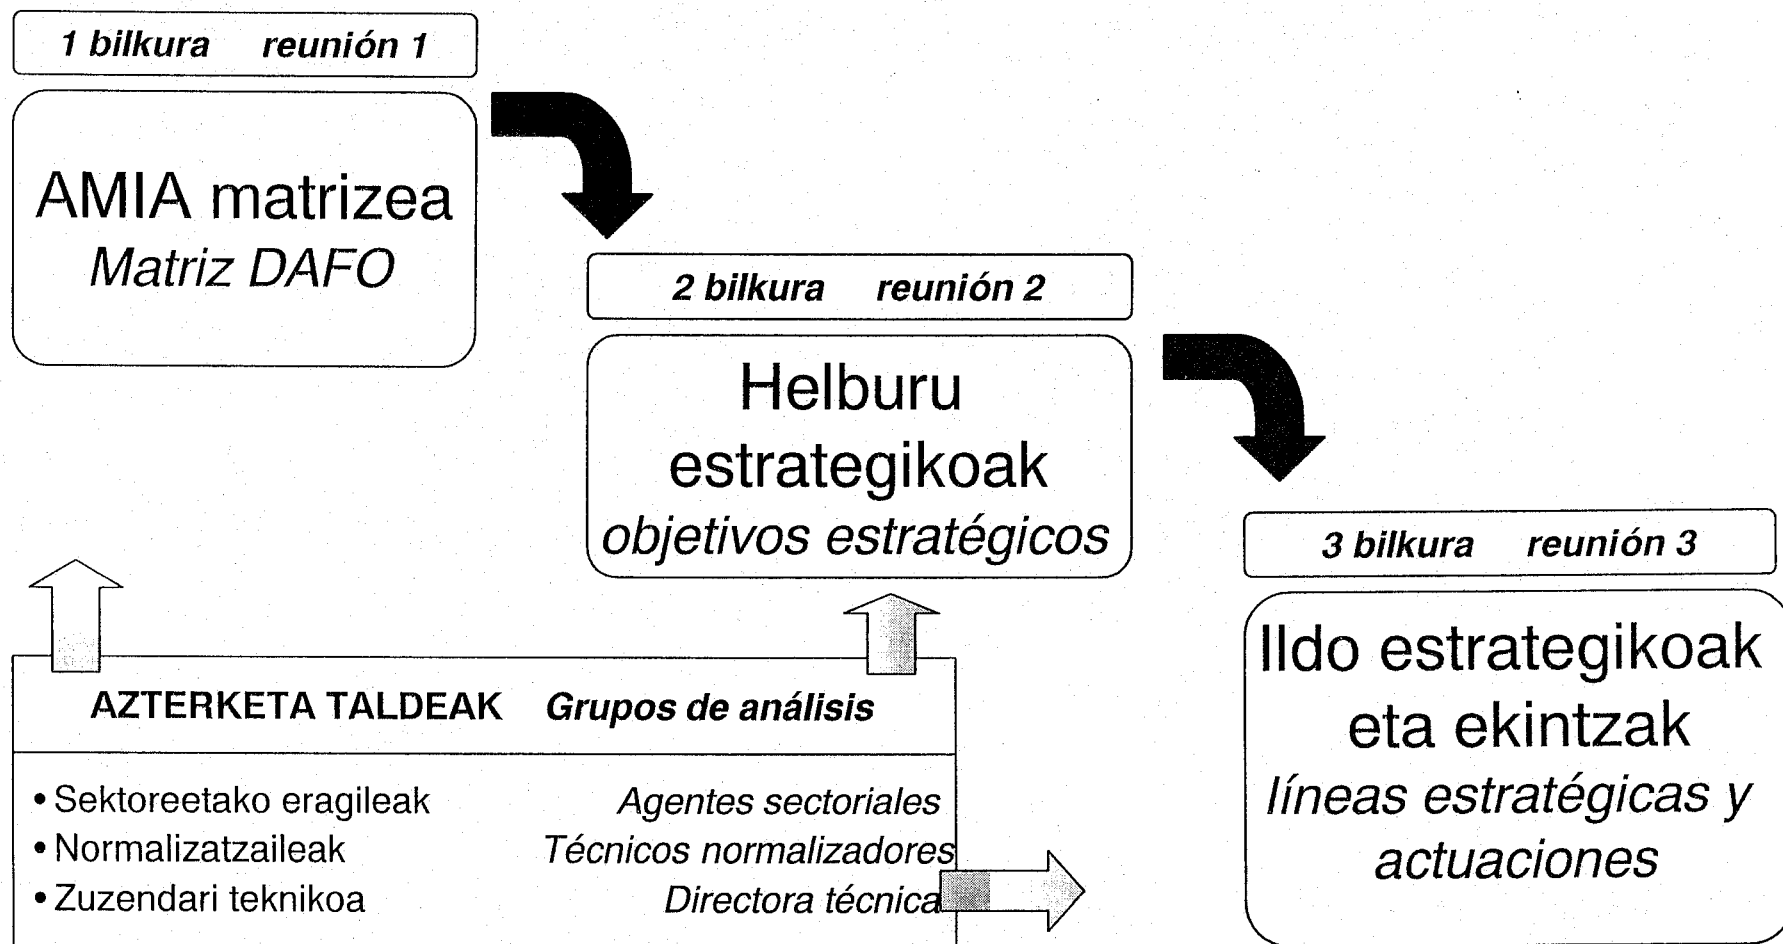 1 bilkura reunión 1
AMIA matrizea
Matriz DAFO
2 bilkura reunión 2
Helburu
estrategikoak
objetivos estratégicos
3 bilkura reunión 3
Ildo estrategikoak
eta ekintzak
líneas estratégicas y
actuaciones
AZTERKETA TALDEAK Grupos de análisis
• Sektoreetako eragileak Agentes sectoriales
• Normalizatzaileak Técnicos normalizadores
• Zuzendari teknikoa Directora técnica